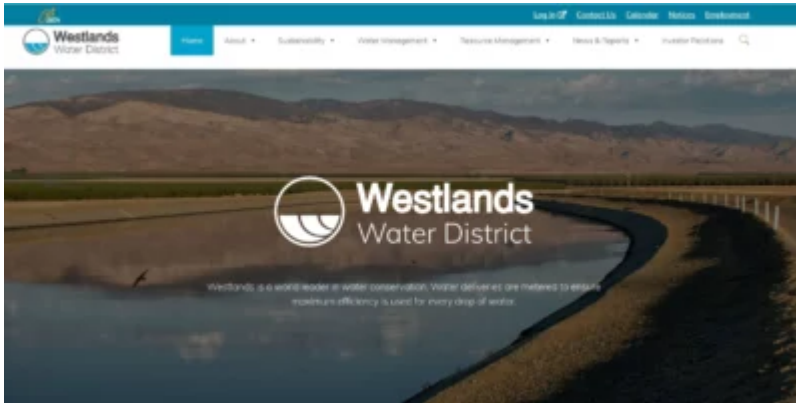 Log In Contact Us Calendar Notices Employment
Westlands
Water District
Home About Sustainability Water Management Resource Management News & Reports Investor Relations
Westlands
Water District
Westlands is a world leader in water conservation. Water deliveries are metered to ensure
maximum efficiency is used for every drop of water.